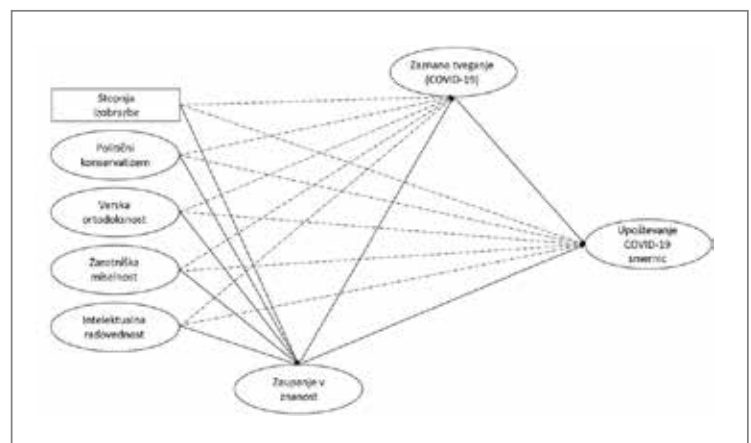 Zaznano tveganje
(COVID-19)
Stopnja
izobrazbe
Politični
konservatizem
Verska
ortodoksnost
Zarotniška
miselnost
Intelektualna
radovednost
Upoštevanje
COVID-19
smernic
Zaupanje v
znanost